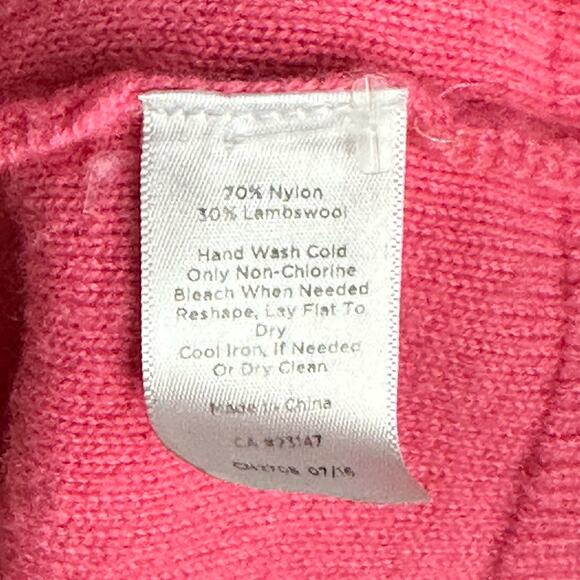 70% Nylon
30% Lambswool
Hand Wash Cold
Only Non-Chlorine
Bleach When Needed
Reshape, Lay Flat To
Dry
Cool Iron, If Needed
Or Dry Clean
Made in China
CA #73147
07/16